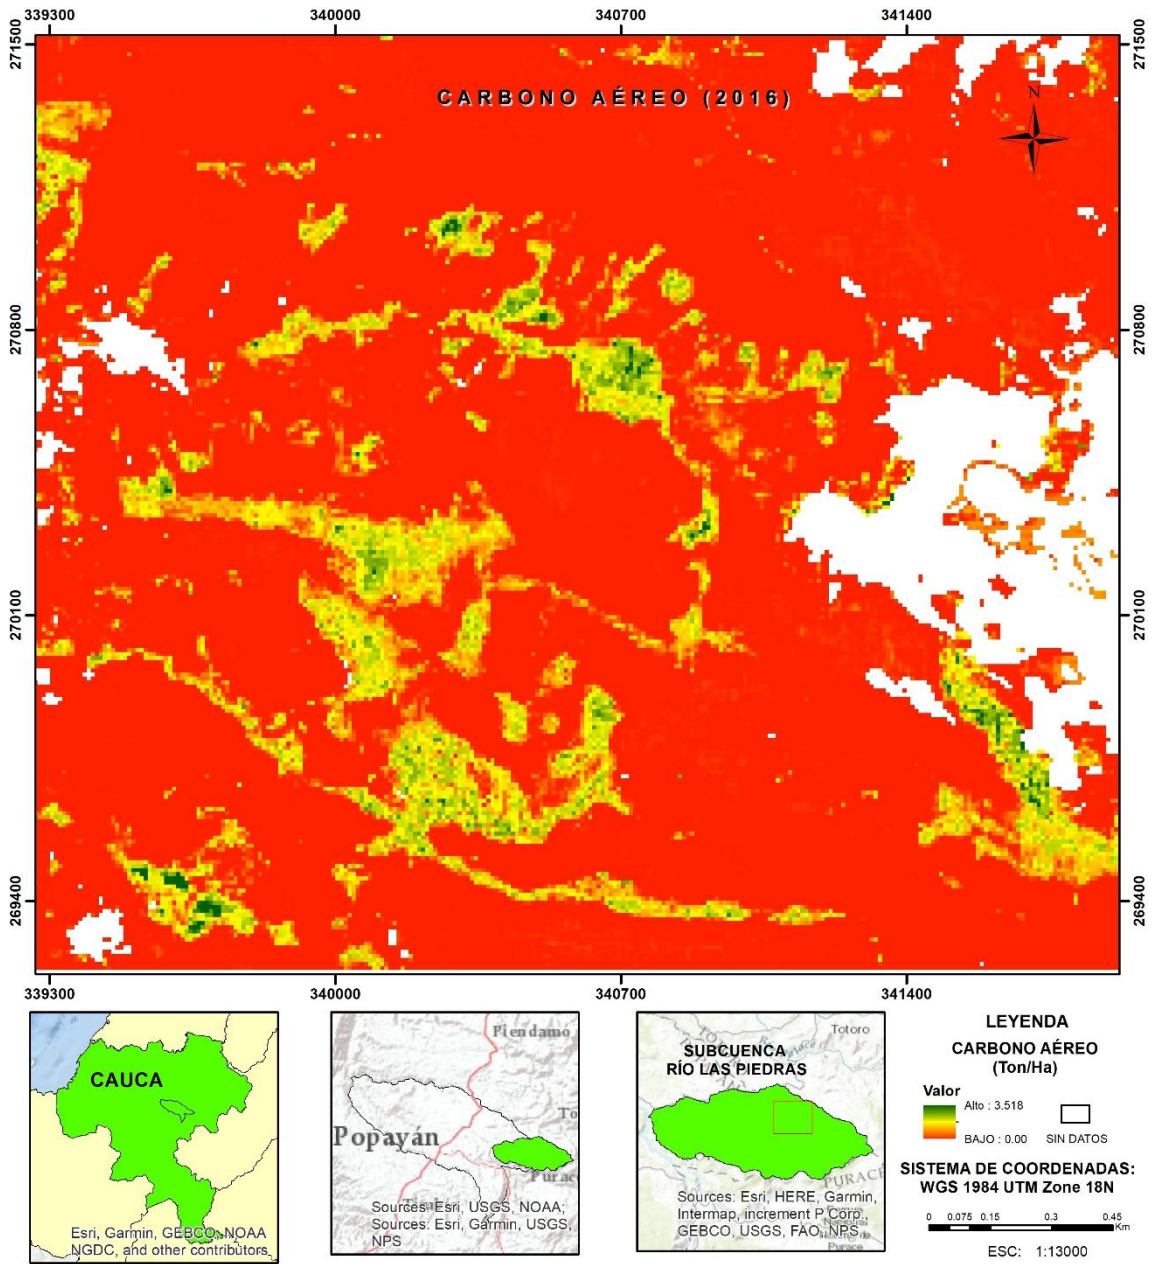 339300 340000 340700 341400
271500 271500
CARBONO AÉREO (2016)
N
270800 270800
270100 270100
269400 269400
339300 340000 340700 341400
CAUCA
Esri, Garmin, GEBCO, NOAA
NGDC, and other contributors
Piendamó
Popayán
Sources: Esri, USGS, NOAA;
Sources: Esri, Garmin, USGS,
NPS
Totoro
SUBCUENCA
RÍO LAS PIEDRAS
PURACÉ
Sources: Esri, HERE, Garmin,
Intermap, increment P Corp.,
GEBCO, USGS, FAO, NPS,
LEYENDA
CARBONO AÉREO
(Ton/Ha)
Valor
Alto : 3.518
BAJO : 0.00 SIN DATOS
SISTEMA DE COORDENADAS:
WGS 1984 UTM Zone 18N
0 0.075 0.15 0.3 0.45
Km
ESC: 1:13000